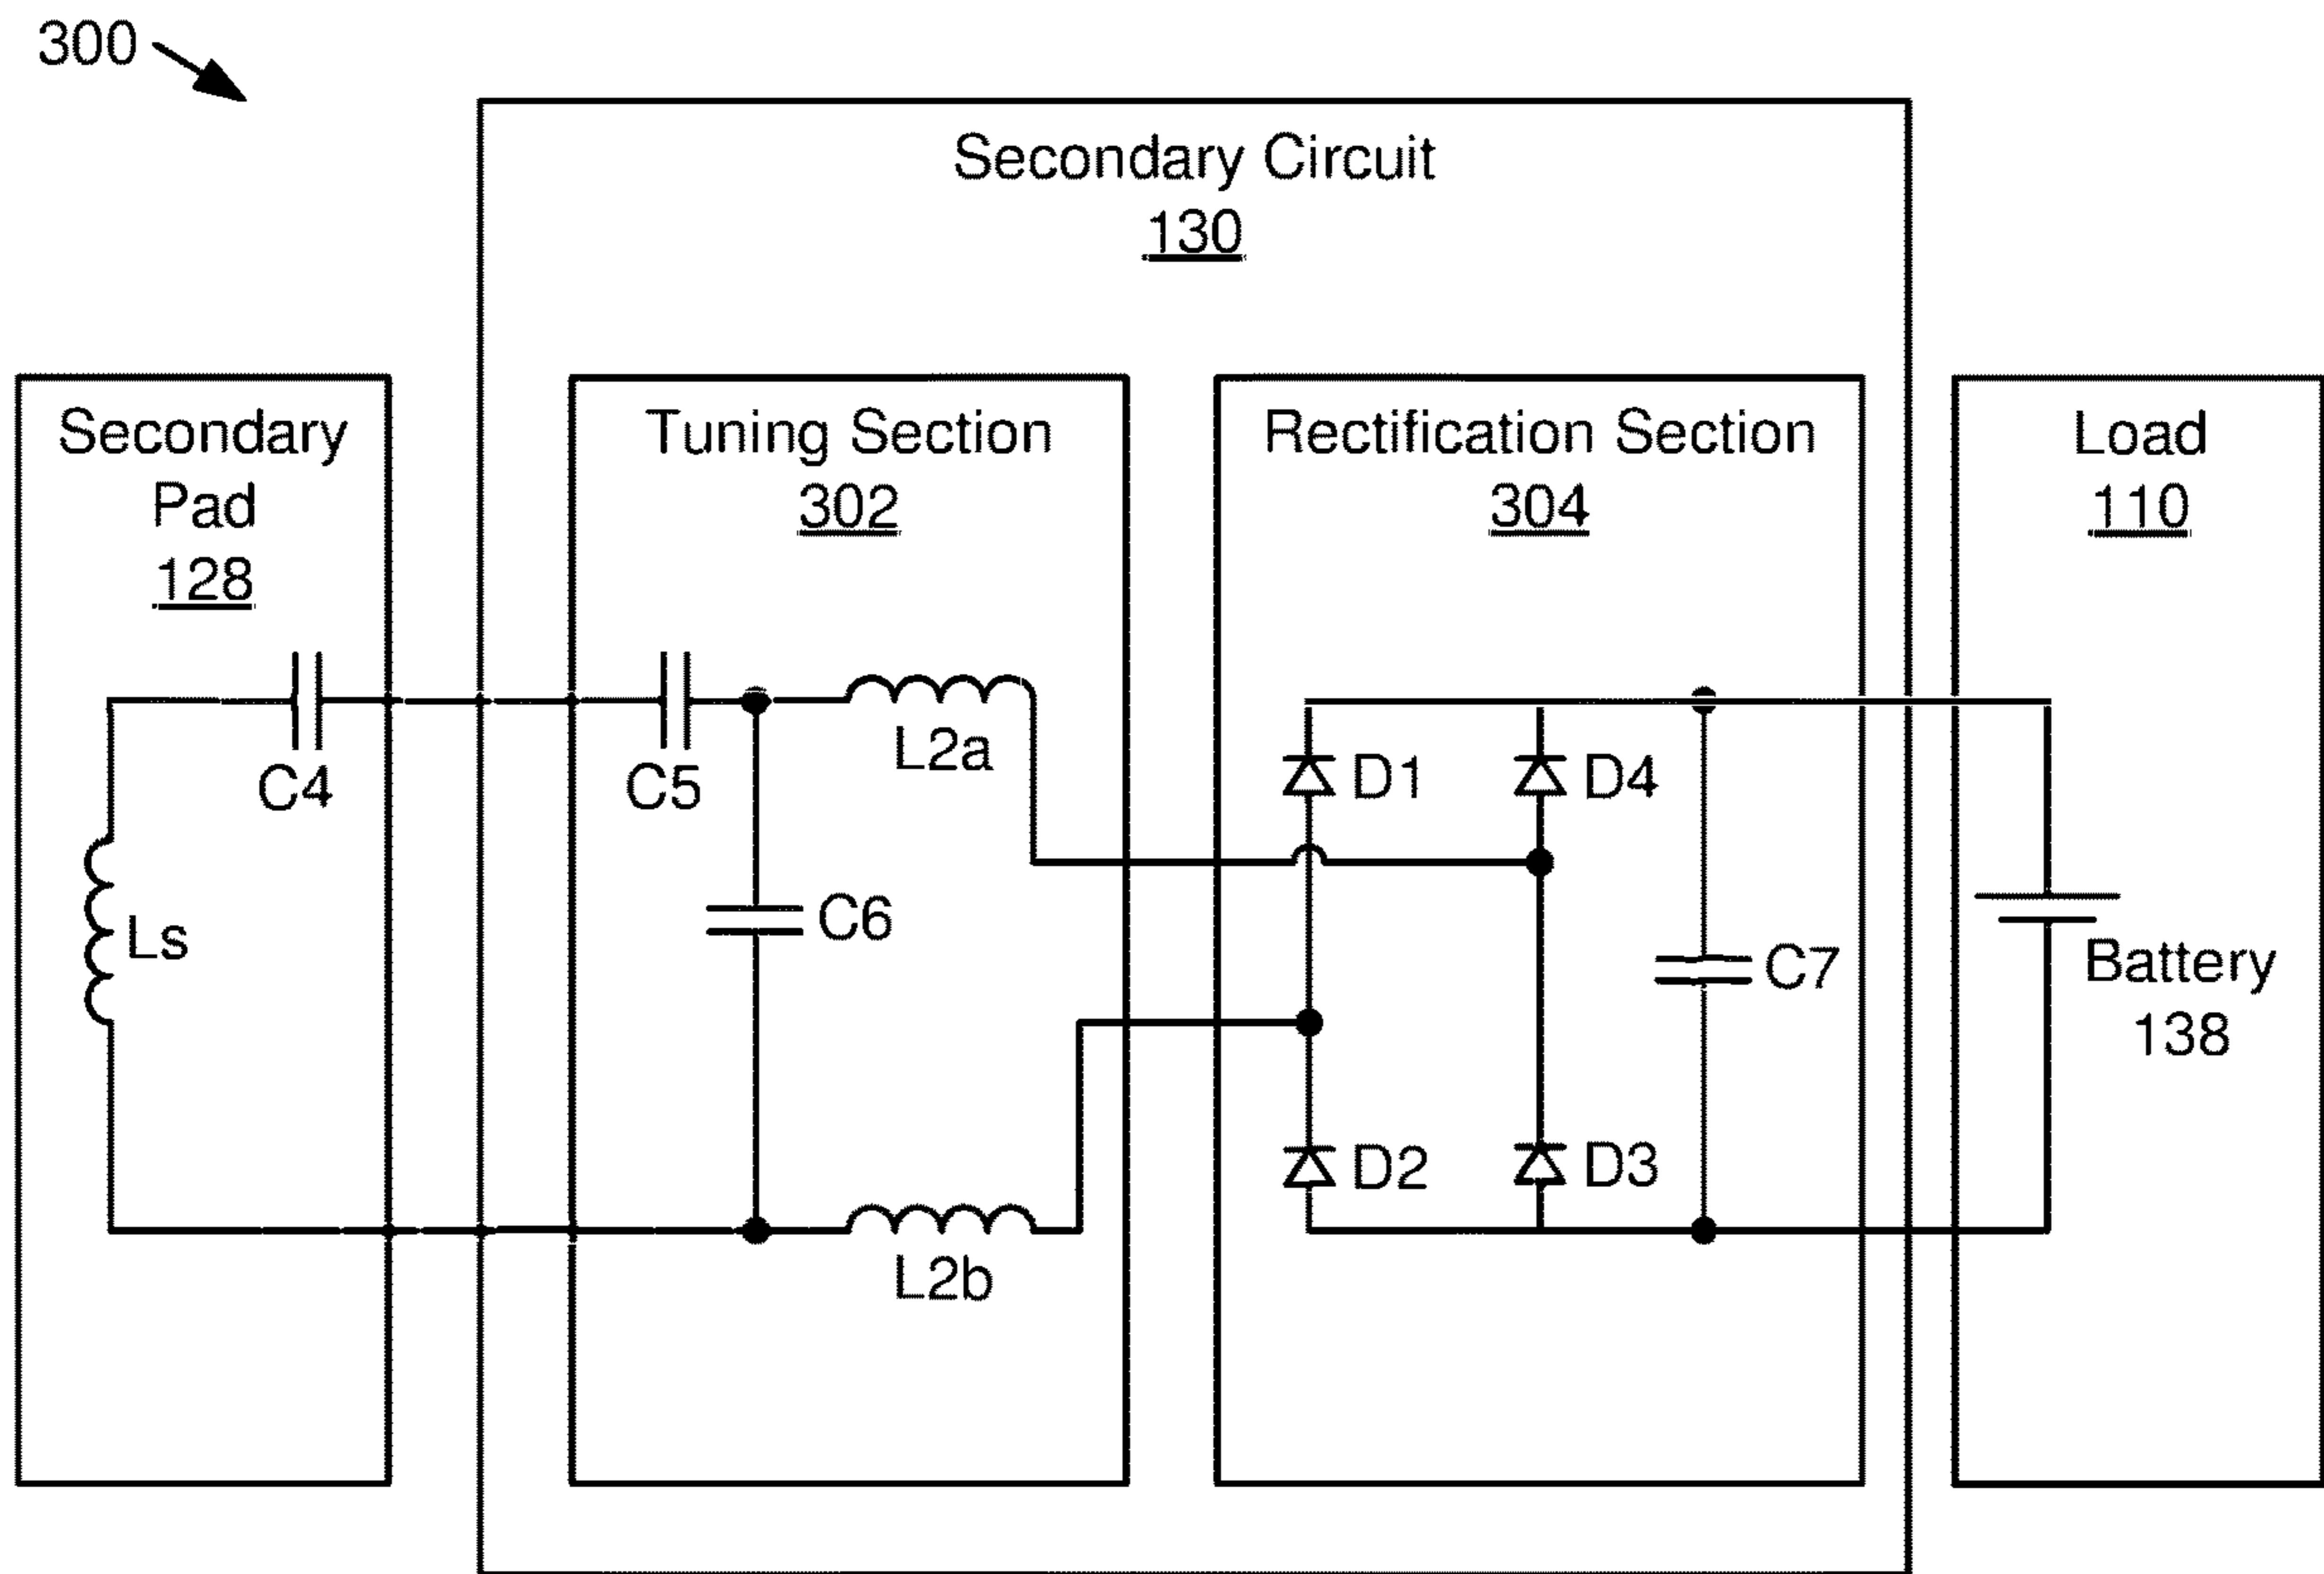 300
Secondary Circuit
130
Secondary
Pad
128
Tuning Section
302
Rectification Section
304
Load
110
C4
C5
L2a
D1
D4
Ls
C6
C7
Battery
138
D2
D3
L2b